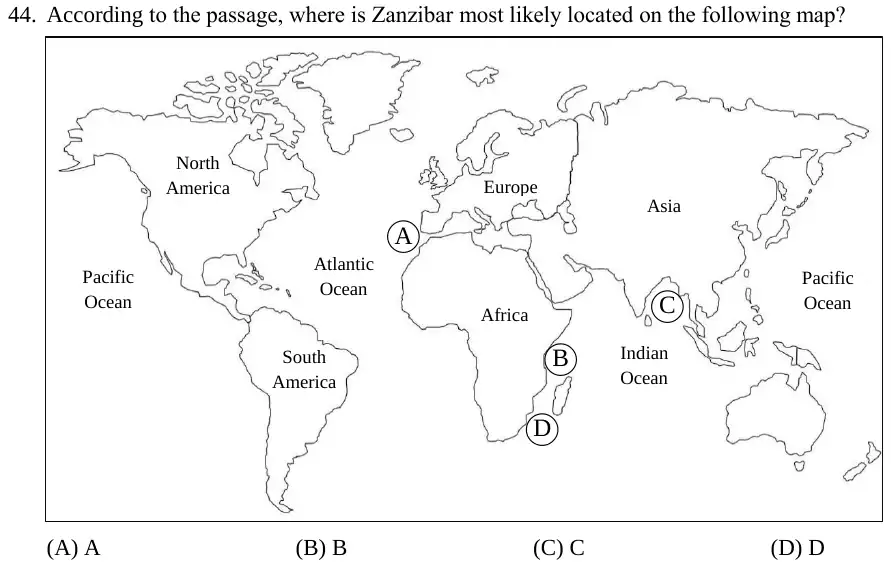 44. According to the passage, where is Zanzibar most likely located on the following map?
North
America
Europe
Asia
A
Atlantic
Ocean
Pacific
Ocean
Pacific
Ocean
Africa
C
South
America
B
Indian
Ocean
D
(A) A (B) B (C) C (D) D